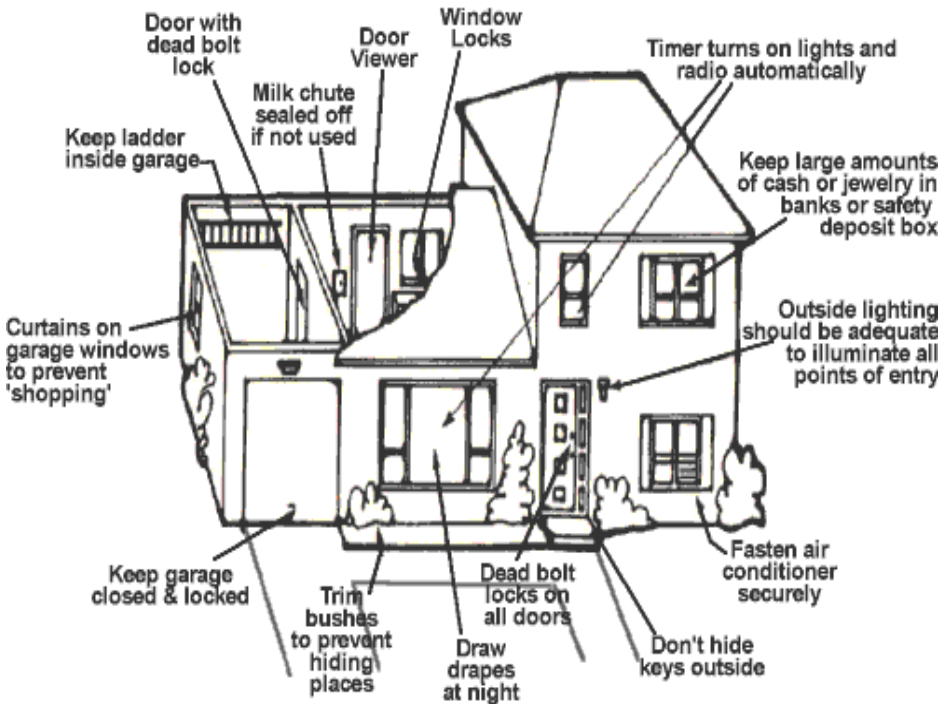 Door with
dead bolt
lock
Door
Viewer
Window
Locks
Timer turns on lights and
radio automatically
Milk chute
sealed off
if not used
Keep ladder
inside garage
Keep large amounts
of cash or jewelry in
banks or safety
deposit box
Curtains on
garage windows
to prevent
'shopping'
Outside lighting
should be adequate
to illuminate all
points of entry
Keep garage
closed & locked
Trim
bushes
to prevent
hiding
places
Draw
drapes
at night
Dead bolt
locks on
all doors
Don't hide
keys outside
Fasten air
conditioner
securely